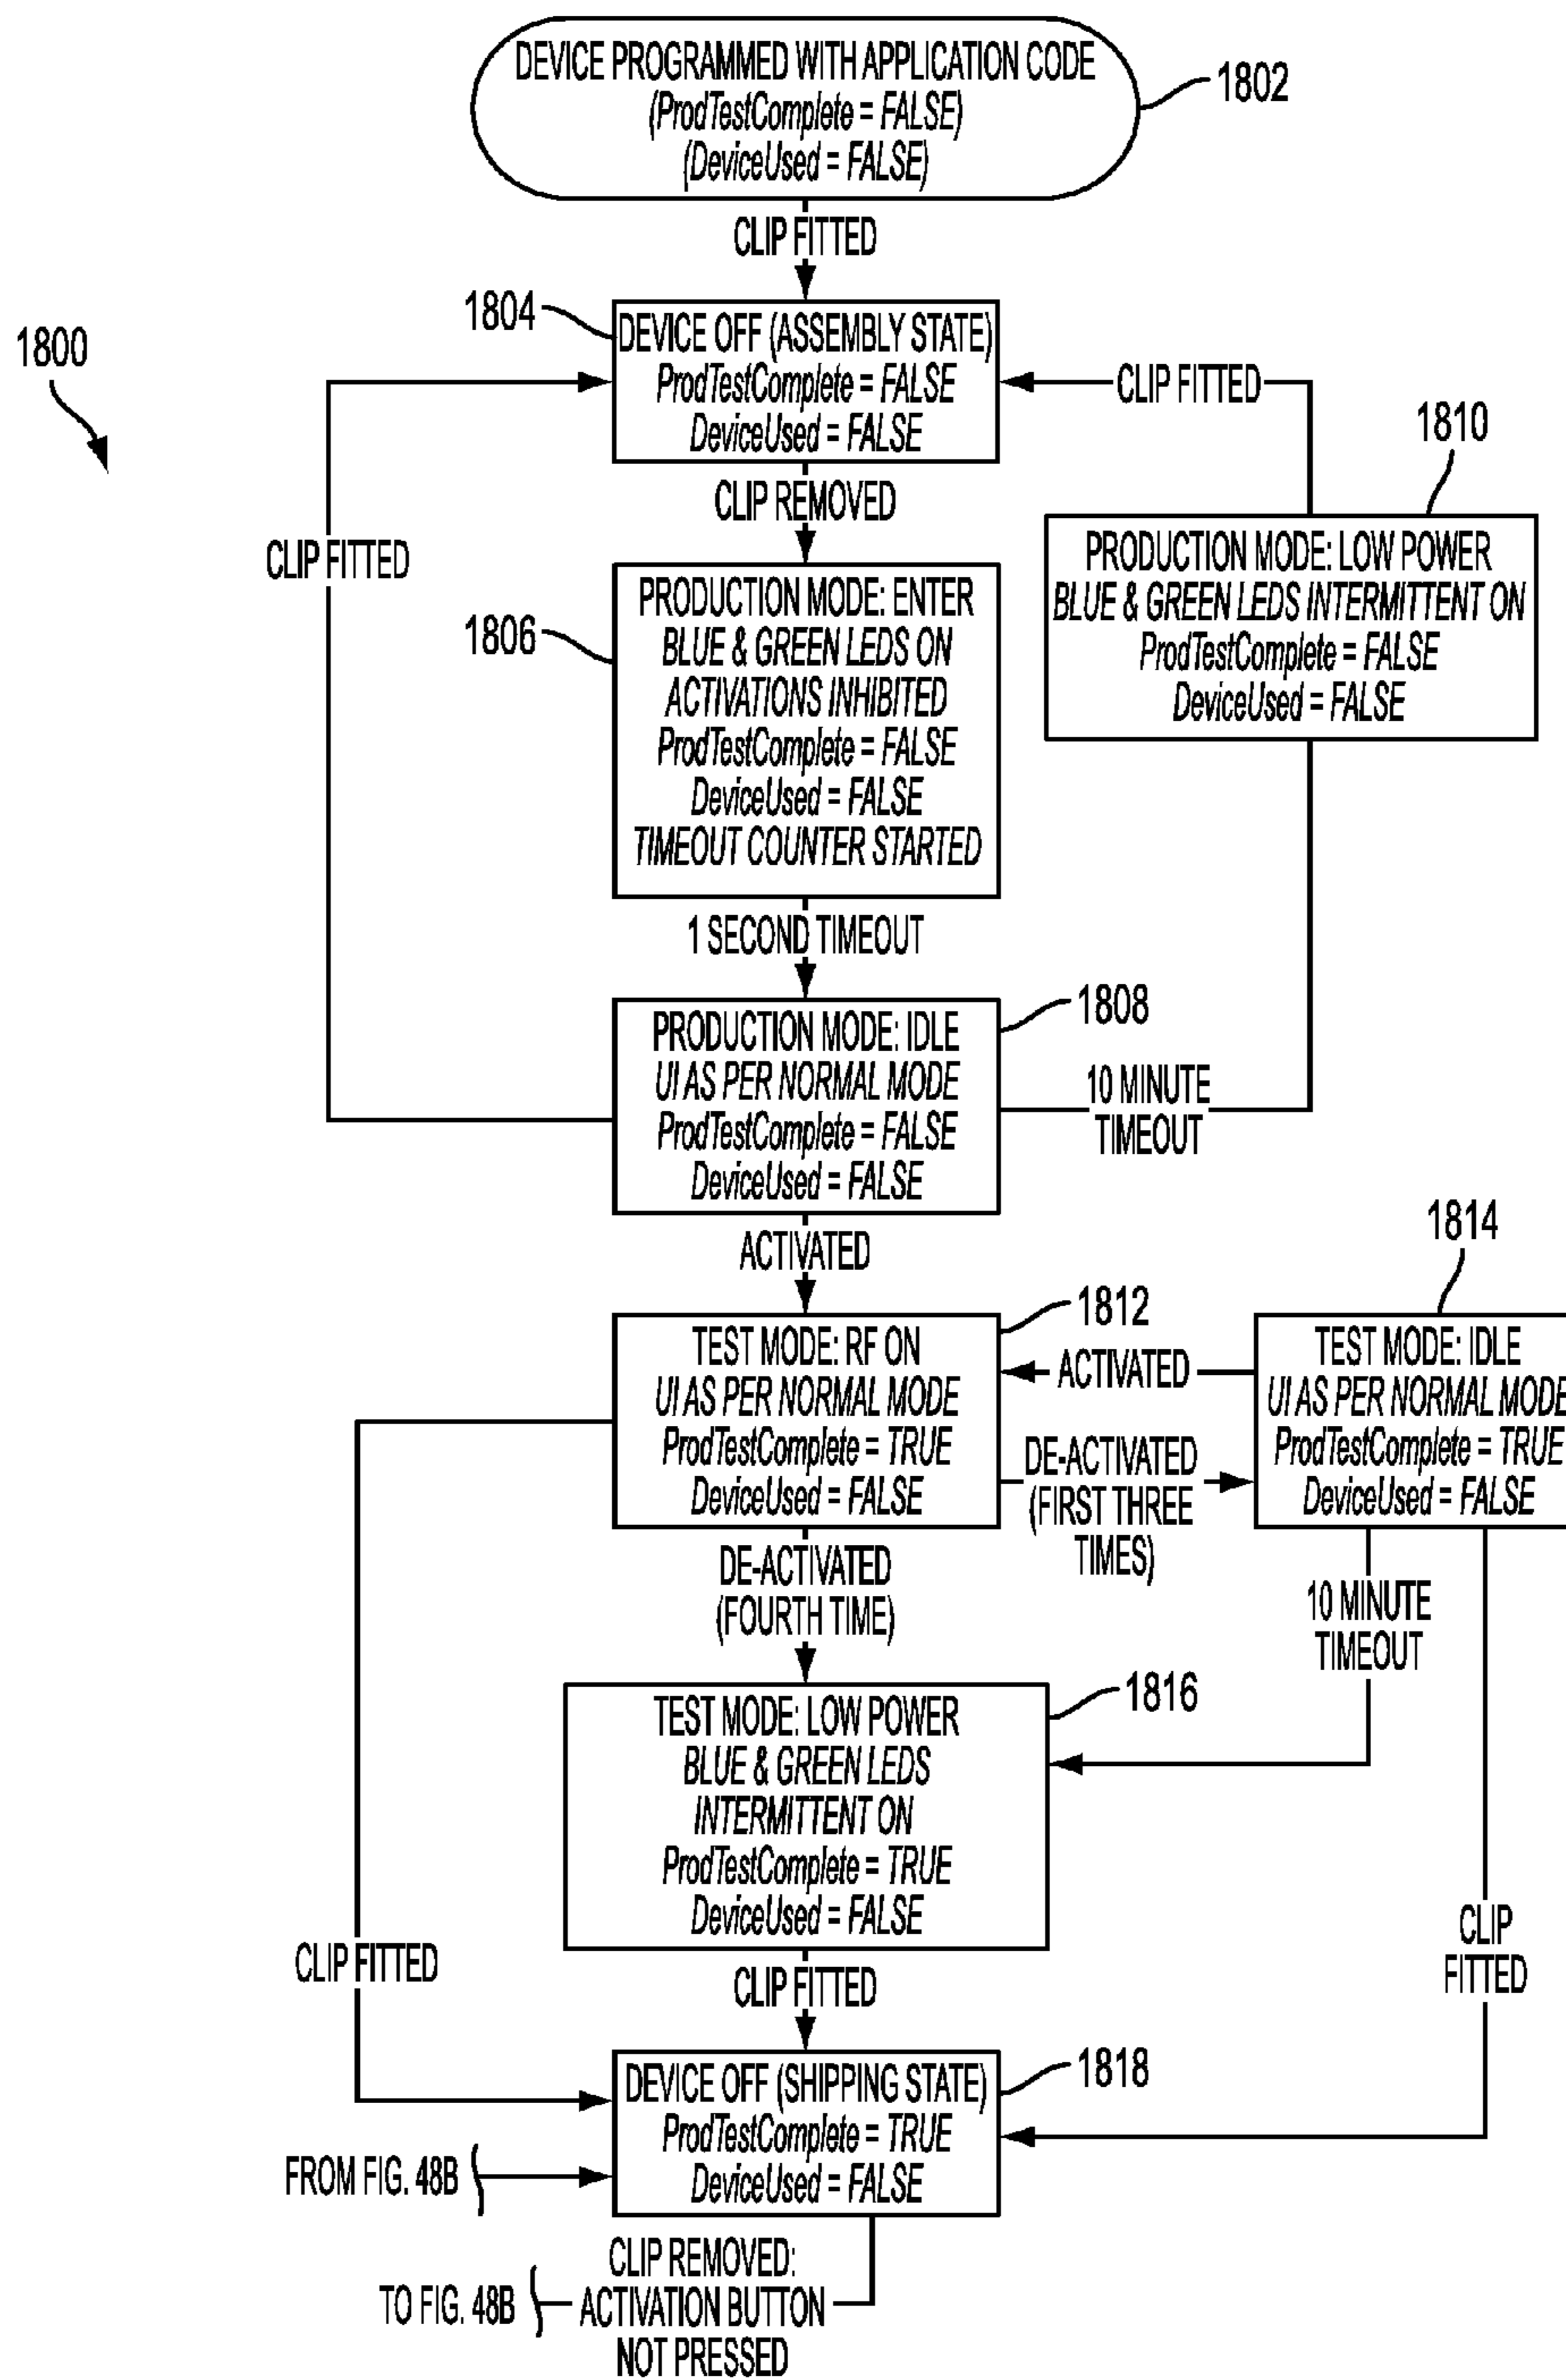 DEVICE PROGRAMMED WITH APPLICATION CODE
(ProdTestComplete = FALSE)
(DeviceUsed = FALSE)
1802
CLIP FITTED
1800
1804
DEVICE OFF (ASSEMBLY STATE)
ProdTestComplete = FALSE
DeviceUsed = FALSE
CLIP FITTED
1810
CLIP REMOVED
CLIP FITTED
PRODUCTION MODE: LOW POWER
BLUE & GREEN LEDS INTERMITTENT ON
ProdTestComplete = FALSE
DeviceUsed = FALSE
1806
PRODUCTION MODE: ENTER
BLUE & GREEN LEDS ON
ACTIVATIONS INHIBITED
ProdTestComplete = FALSE
DeviceUsed = FALSE
TIMEOUT COUNTER STARTED
1 SECOND TIMEOUT
1808
PRODUCTION MODE: IDLE
UI AS PER NORMAL MODE
ProdTestComplete = FALSE
DeviceUsed = FALSE
10 MINUTE
TIMEOUT
ACTIVATED
1814
1812
TEST MODE: RF ON
UI AS PER NORMAL MODE
ProdTestComplete = TRUE
DeviceUsed = FALSE
ACTIVATED
DE-ACTIVATED
(FIRST THREE
TIMES)
TEST MODE: IDLE
UI AS PER NORMAL MODE
ProdTestComplete = TRUE
DeviceUsed = FALSE
DE-ACTIVATED
(FOURTH TIME)
10 MINUTE
TIMEOUT
1816
TEST MODE: LOW POWER
BLUE & GREEN LEDS
INTERMITTENT ON
ProdTestComplete = TRUE
DeviceUsed = FALSE
CLIP FITTED
CLIP FITTED
CLIP
FITTED
1818
DEVICE OFF (SHIPPING STATE)
ProdTestComplete = TRUE
DeviceUsed = FALSE
FROM FIG. 48B
CLIP REMOVED:
ACTIVATION BUTTON
NOT PRESSED
TO FIG. 48B